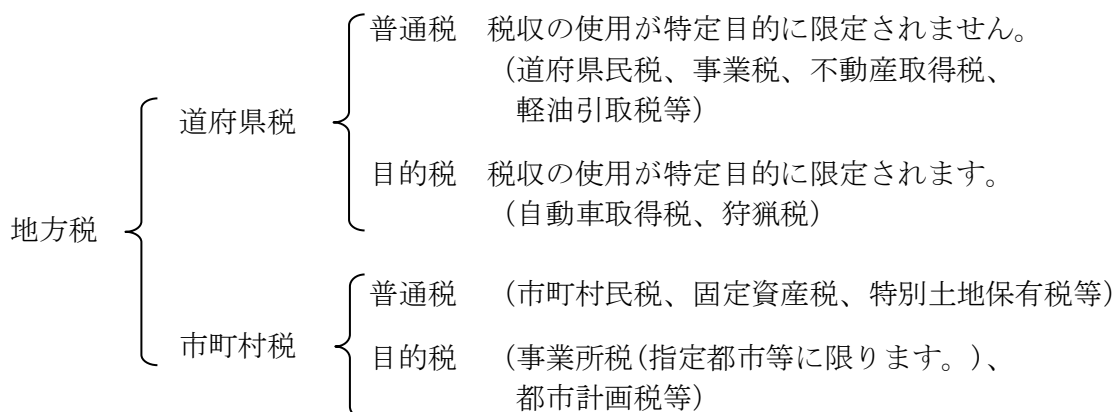 普通税 税収の使用が特定目的に限定されません。
(道府県民税、事業税、不動産取得税、
軽油引取税等)
道府県税
目的税 税収の使用が特定目的に限定されます。
(自動車取得税、狩猟税)
地方税
普通税 (市町村民税、固定資産税、特別土地保有税等)
市町村税
目的税 (事業所税(指定都市等に限ります。)、
都市計画税等)